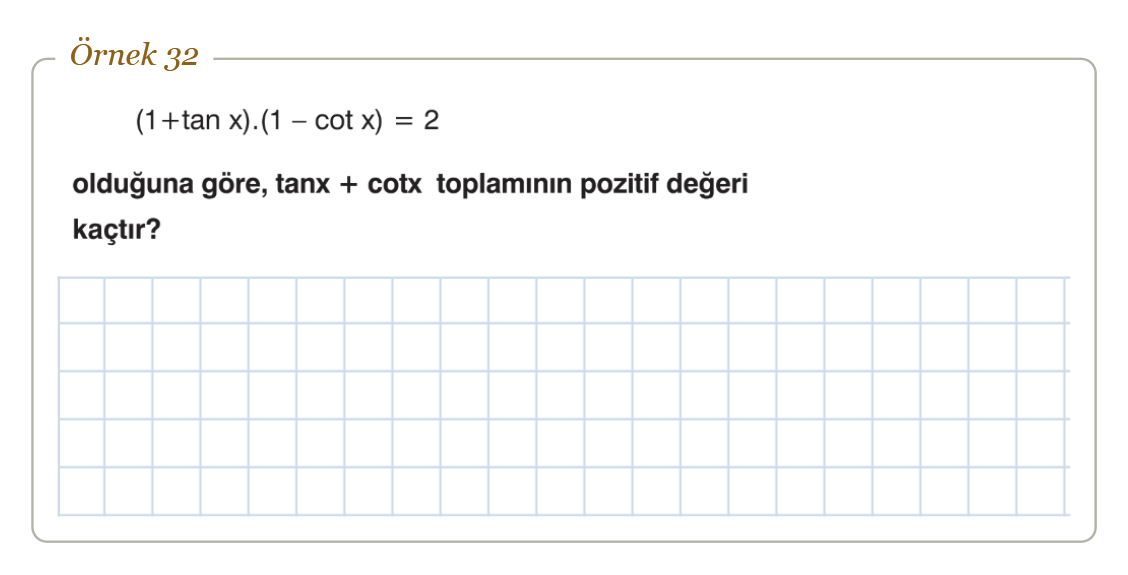 Örnek 32
(1+tan x).(1 – cot x) = 2
olduğuna göre, tanx + cotx toplamının pozitif değeri
kaçtır?